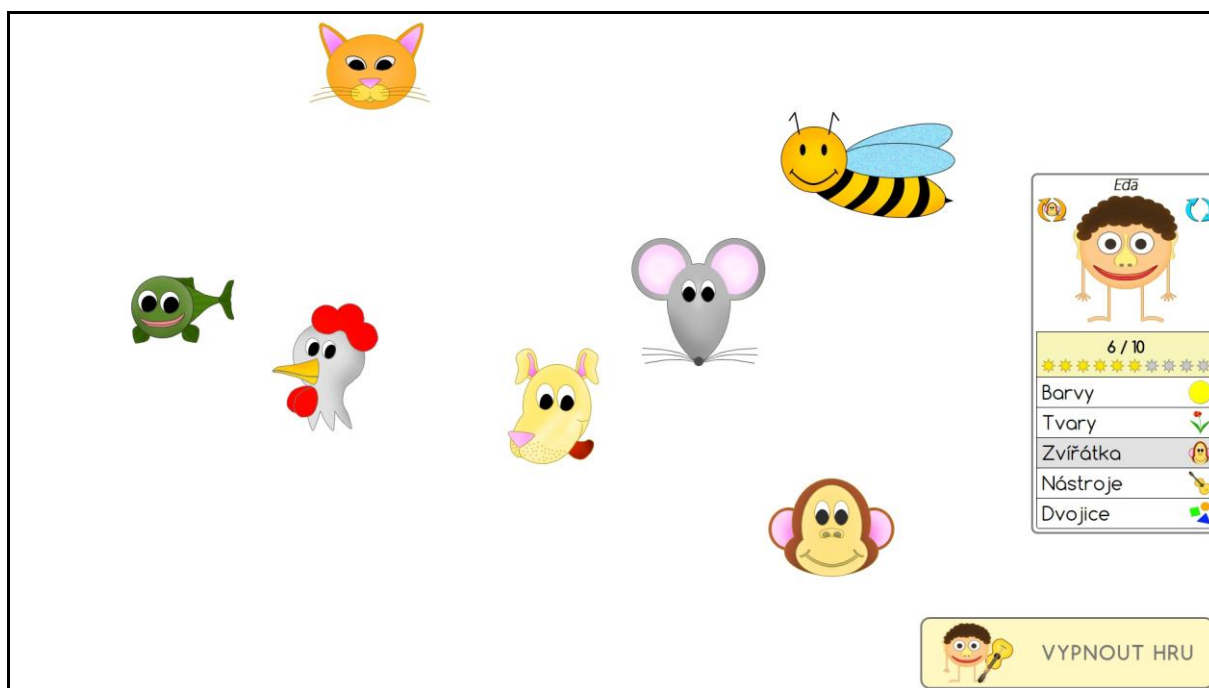 Eda
6 / 10
Barvy
Tvary
Zvířátka
Nástroje
Dvojice
VYPNOUT HRU